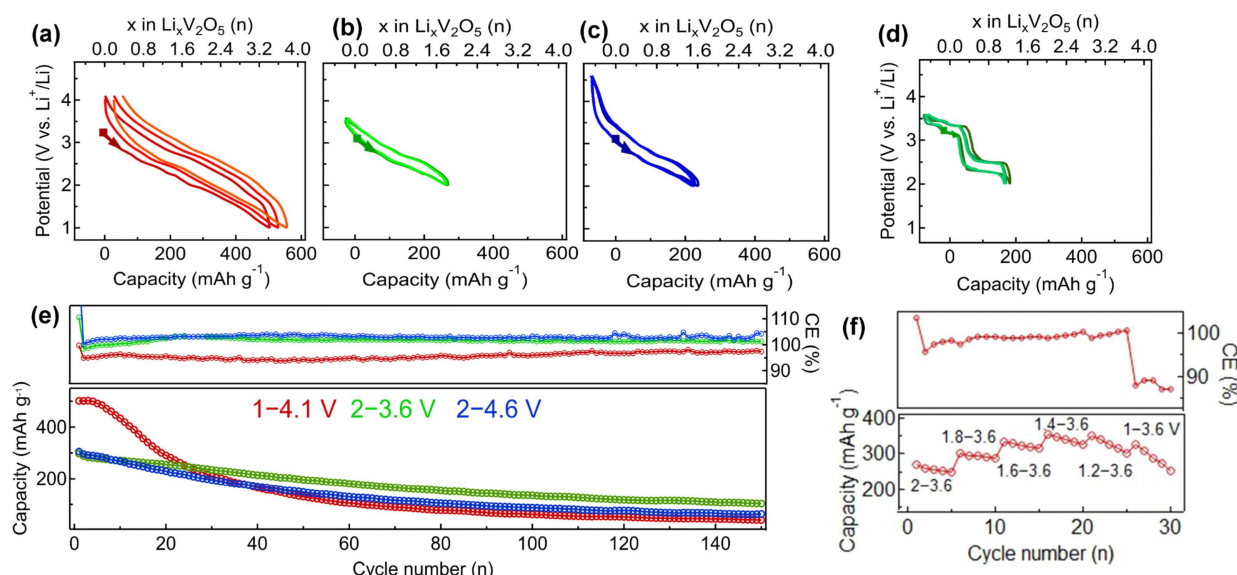 x in LixV2O5 (n)
x in LixV2O5 (n)
x in LixV2O5 (n)
x in LixV2O5 (n)
(a)
(b)
(c)
(d)
0.0 0.8 1.6 2.4 3.2 4.0
0.0 0.8 1.6 2.4 3.2
0.0 0.8 1.6 2.4 3.2
0.0 0.8 1.6 2.4 3.2 4.0
Potential (V vs. Li+/Li)
4
3
2
1
Potential (V vs. Li+/Li)
4
3
2
1
0 200 400 600
0 200 400 600
0 200 400 600
0 200 400 600
Capacity (mAh g-1)
Capacity (mAh g-1)
Capacity (mAh g-1)
Capacity (mAh g-1)
(e)
110
100
90
CE (%)
1−4.1 V 2−3.6 V 2−4.6 V
Capacity (mAh g-1)
400
200
0 20 40 60 80 100 120 140
Cycle number (n)
(f)
100
90
CE (%)
Capacity (mAh g-1)
400
350
300
250
2−3.6
1.8−3.6
1.6−3.6
1.4−3.6
1.2−3.6
1−3.6 V
0 10 20 30
Cycle number (n)